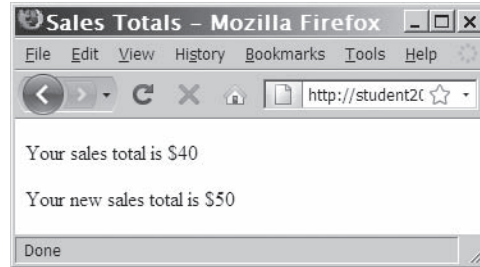 Sales Totals - Mozilla Firefox
File Edit View History Bookmarks Tools Help
http://student20
Your sales total is $40
Your new sales total is $50
Done